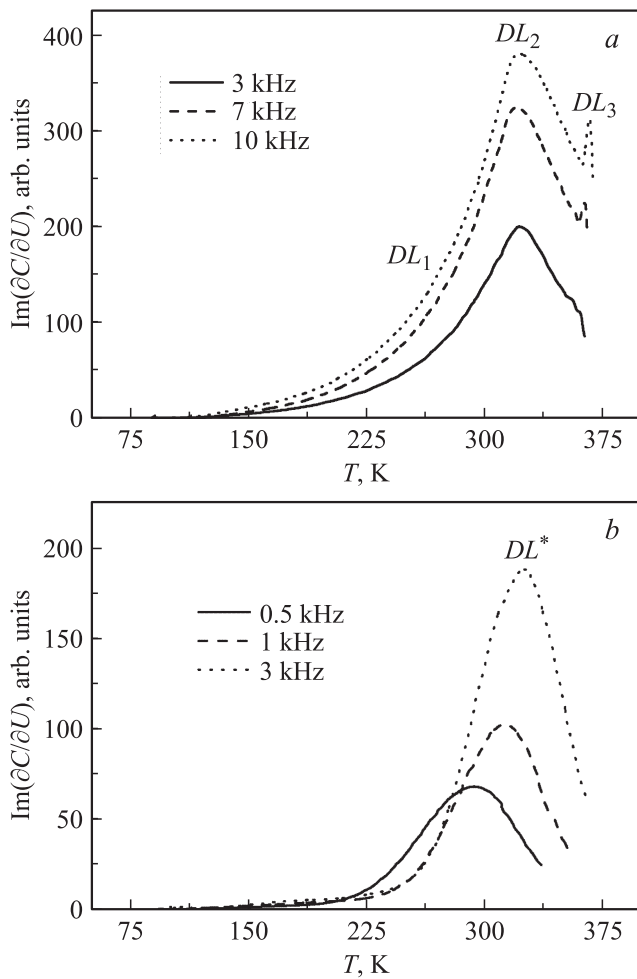 a
DL2
DL3
DL1
3 kHz
7 kHz
10 kHz
Im(∂C/∂U), arb. units
400
300
200
100
0
75 150 225 300 375
T, K
b
DL*
0.5 kHz
1 kHz
3 kHz
Im(∂C/∂U), arb. units
200
150
100
50
0
75 150 225 300 375
T, K